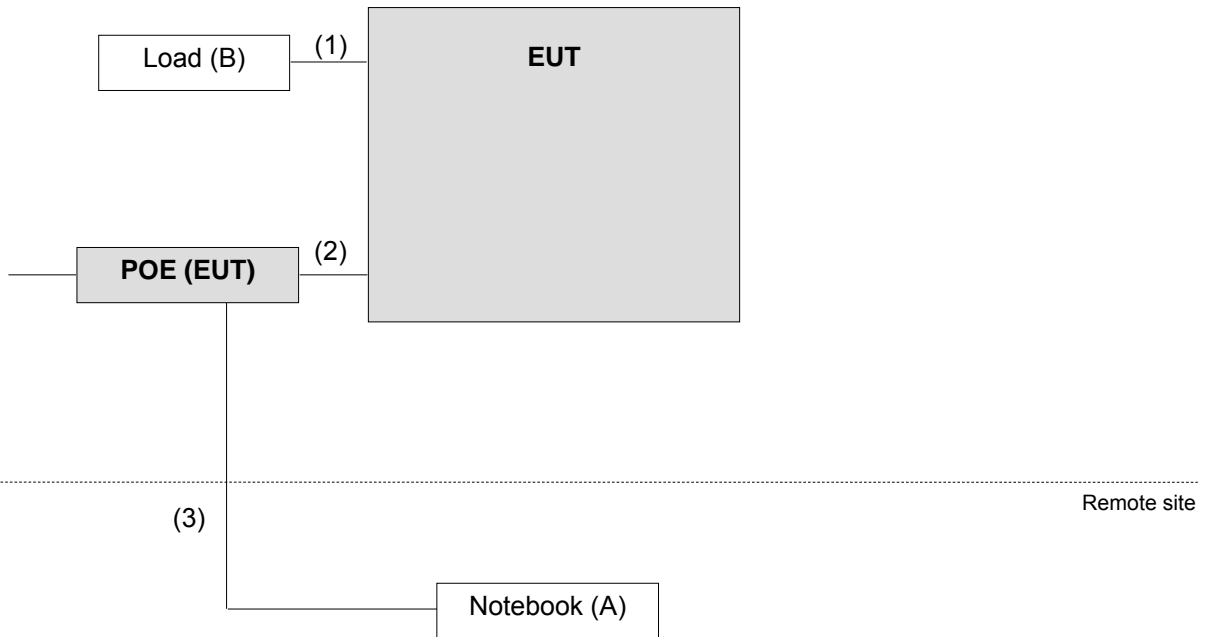 Load (B)
(1)
EUT
POE (EUT)
(2)
Remote site
(3)
Notebook (A)